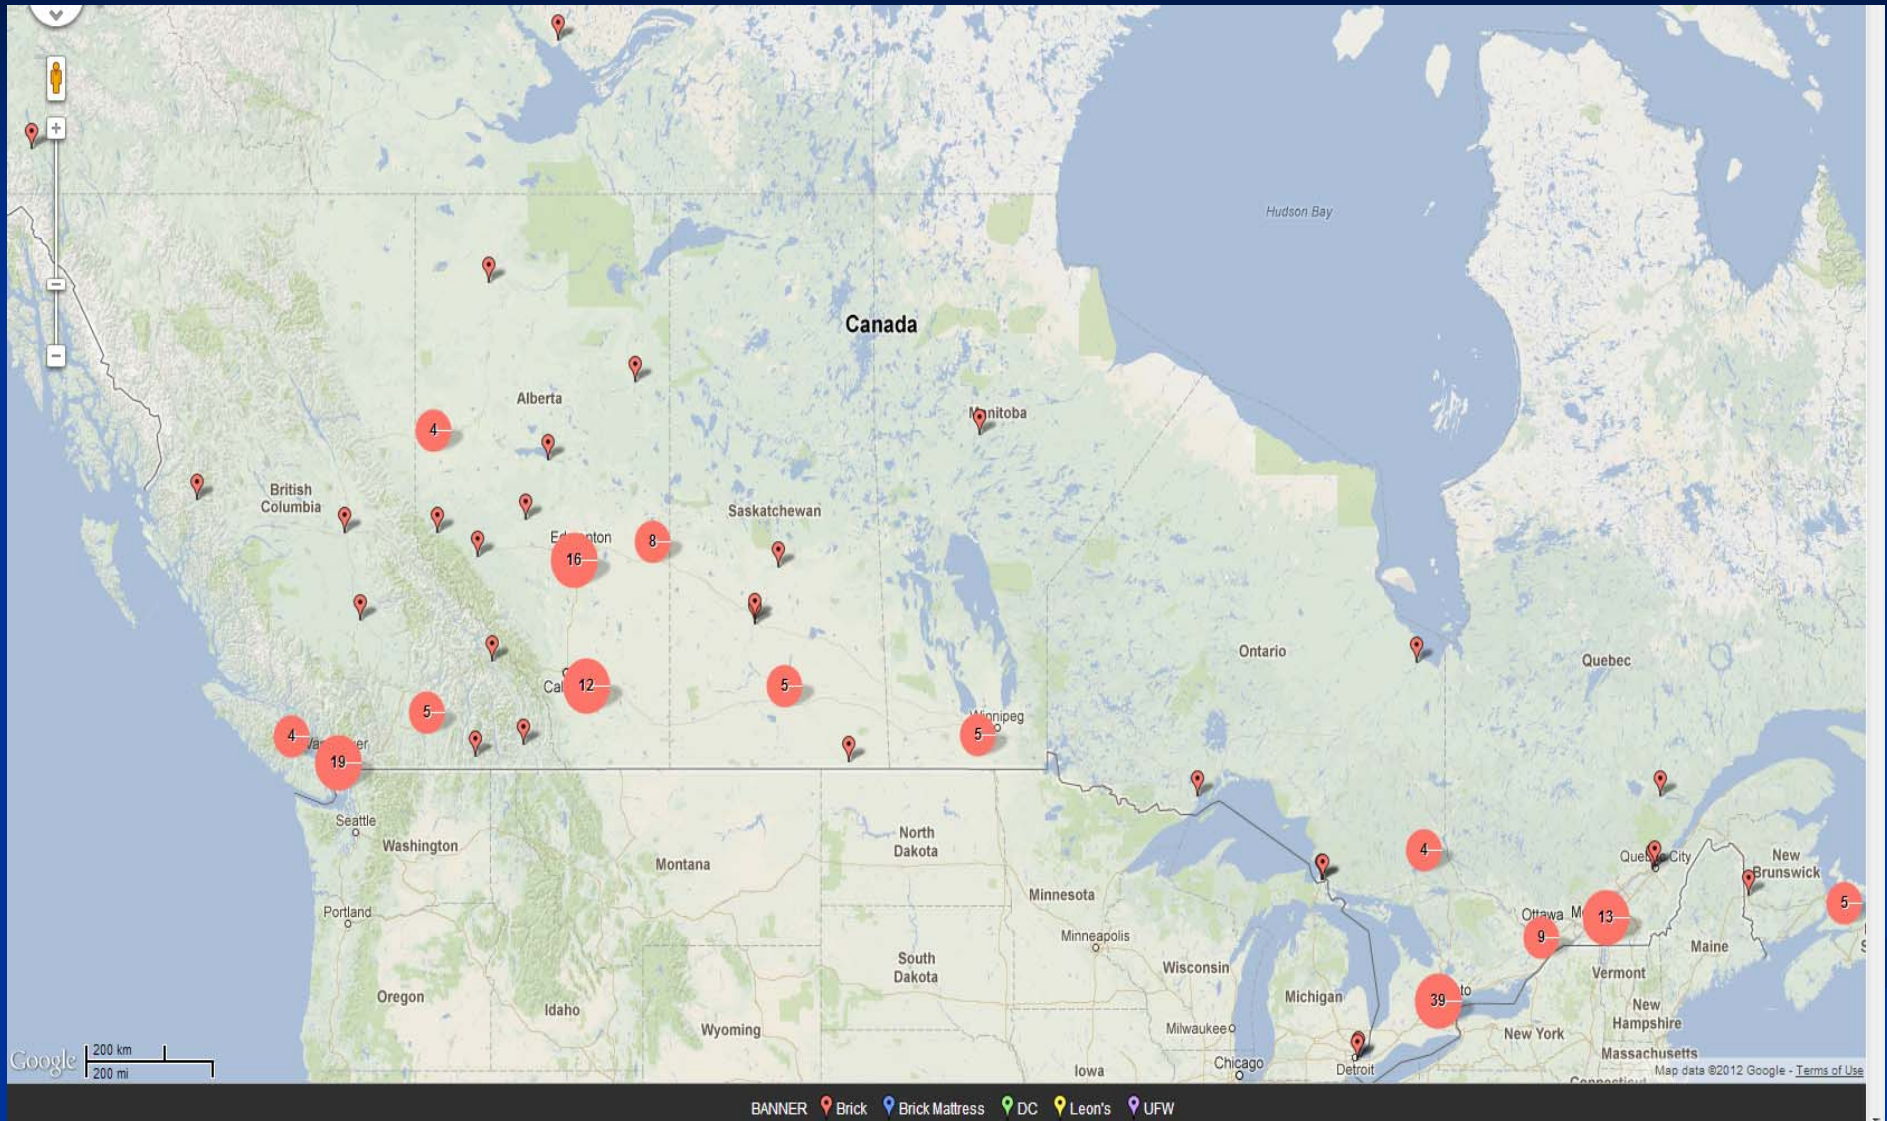 Hudson Bay
Canada
Alberta
4
Manitoba
British
Columbia
Saskatchewan
Edmonton
16
8
Ontario
Quebec
12
5
5
4
19
Winnipeg
5
Seattle
Washington
North
Dakota
Montana
Quebec City
New
Brunswick
4
Minnesota
5
Portland
Ottawa
13
9
Minneapolis
Maine
South
Dakota
Wisconsin
Vermont
Oregon
Michigan
39
Idaho
New
Hampshire
Wyoming
Milwaukee
New York
Massachusetts
Google
200 km
200 mi
Chicago
Iowa
Detroit
Map data ©2012 Google - Terms of Use
BANNER Brick Brick Mattress DC Leon's UFW